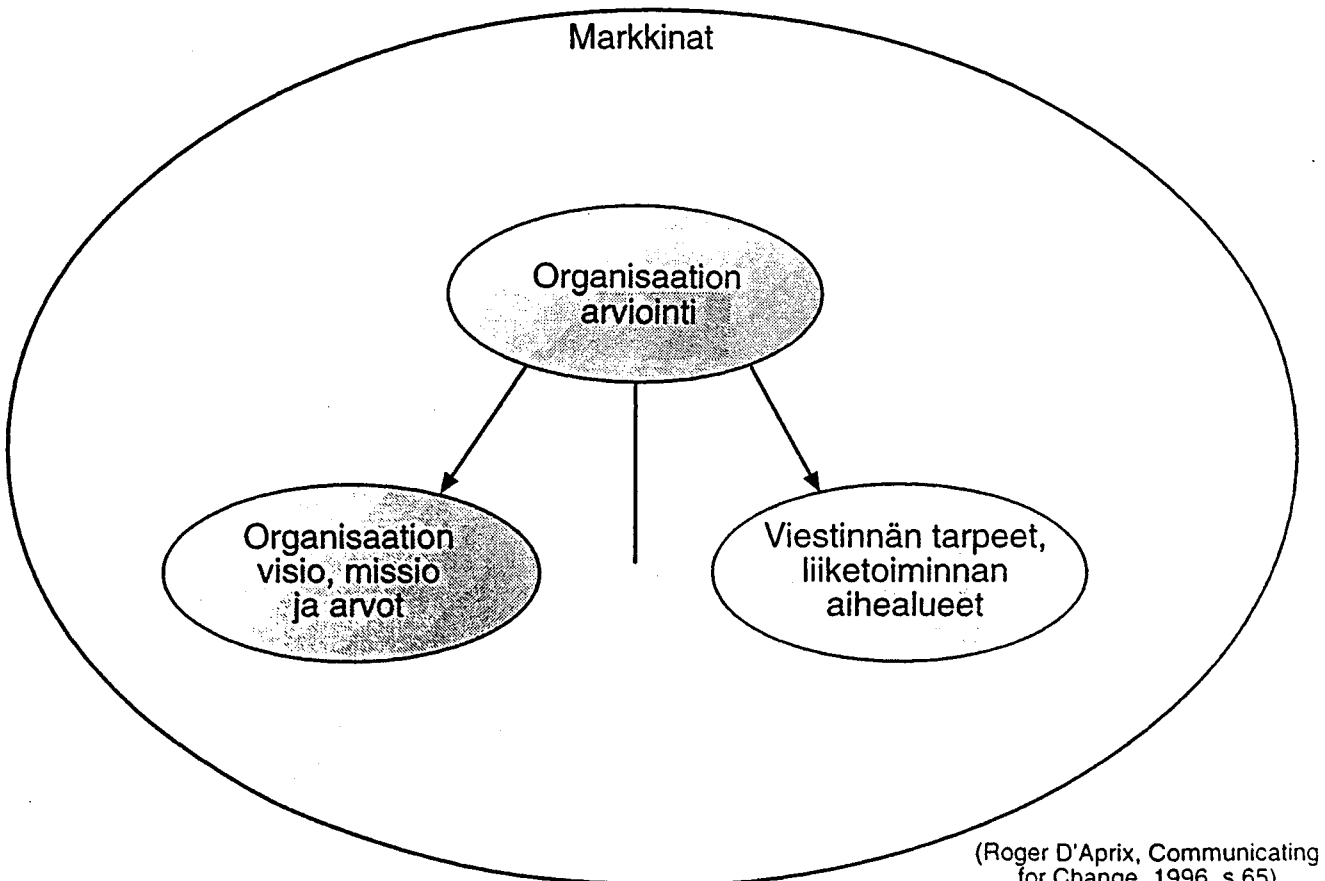 Markkinat
Organisaation
arviointi
Organisaation
visio, missio
ja arvot
Viestinnän tarpeet,
liiketoiminnan
aihealueet
(Roger D'Aprix, Communicating
for Change, 1996, s.65)